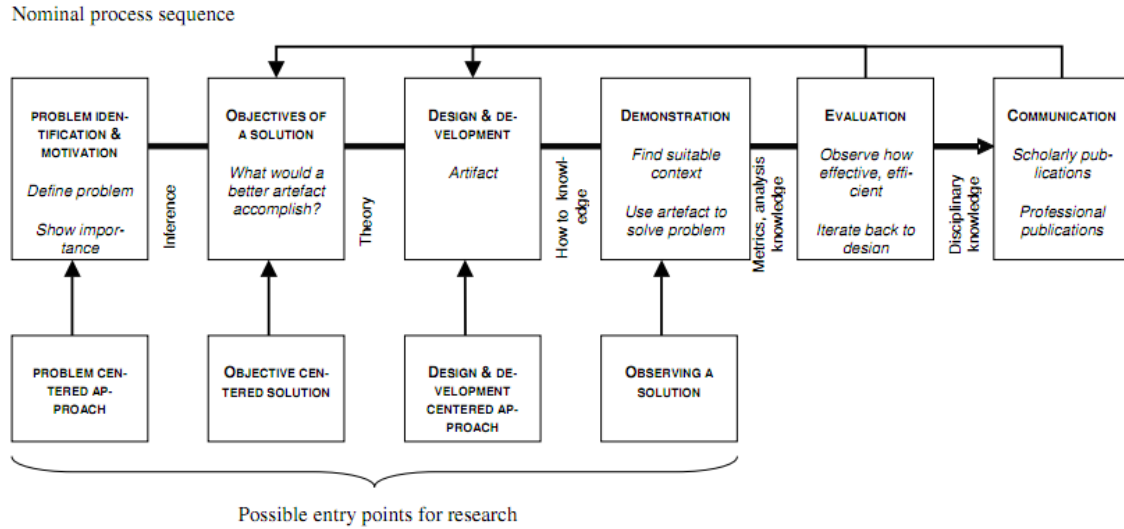 Nominal process sequence
PROBLEM IDEN-
TIFICATION &
MOTIVATION
Define problem
Show impor-
tance
Inference
OBJECTIVES OF
A SOLUTION
What would a
better artefact
accomplish?
Theory
DESIGN & DE-
VELOPMENT
Artifact
How to knowl-
edge
DEMONSTRATION
Find suitable
context
Use artefact to
solve problem
Metrics, analysis
knowledge
EVALUATION
Observe how
effective, effi-
cient
Iterate back to
design
Disciplinary
knowledge
COMMUNICATION
Scholarly pub-
lications
Professional
publications
PROBLEM CEN-
TERED AP-
PROACH
OBJECTIVE CEN-
TERED SOLUTION
DESIGN & DE-
VELOPMENT
CENTERED AP-
PROACH
OBSERVING A
SOLUTION
Possible entry points for research